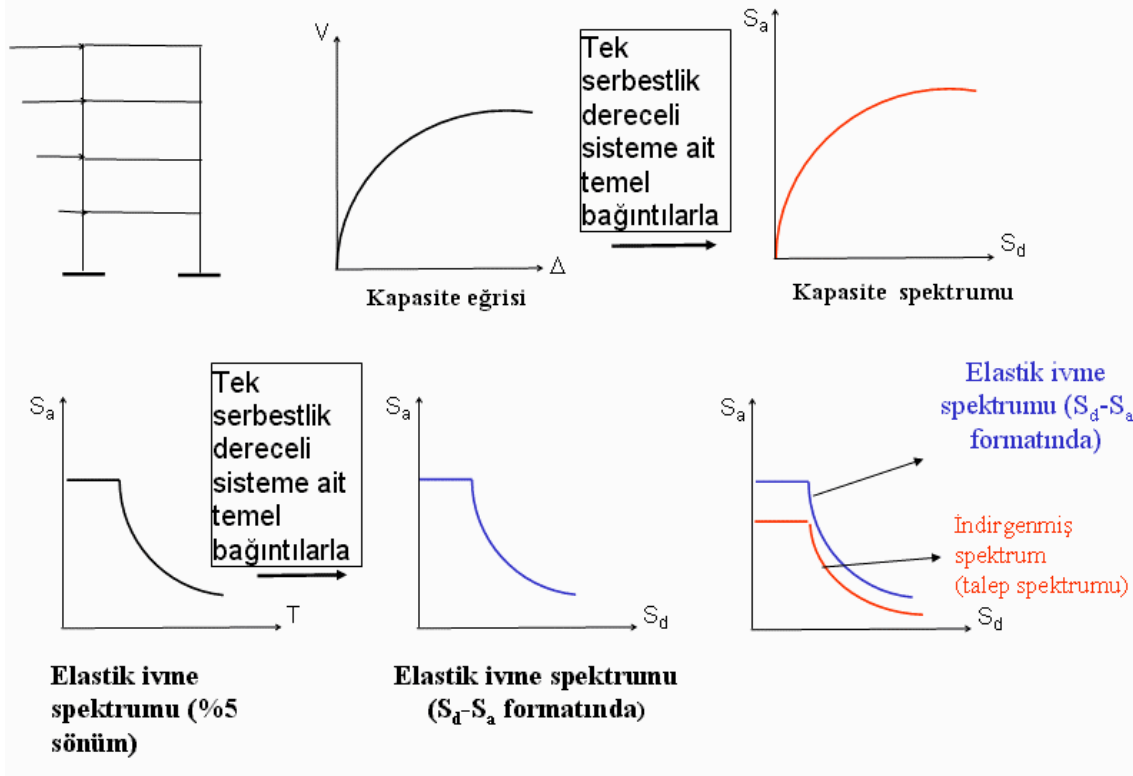 V
Δ
Kapasite eğrisi
Tek
serbestlik
dereceli
sisteme ait
temel
bağıntılarla
Sa
Sd
Kapasite spektrumu
Sa
T
Elastik ivme
spektrumu (%5
sönüm)
Tek
serbestlik
dereceli
sisteme ait
temel
bağıntılarla
Sa
Sd
Elastik ivme spektrumu
(Sd-Sa formatında)
Sa
Sd
Elastik ivme
spektrumu (Sd-Sa
formatında)
İndirgenmiş
spektrum
(talep spektrumu)